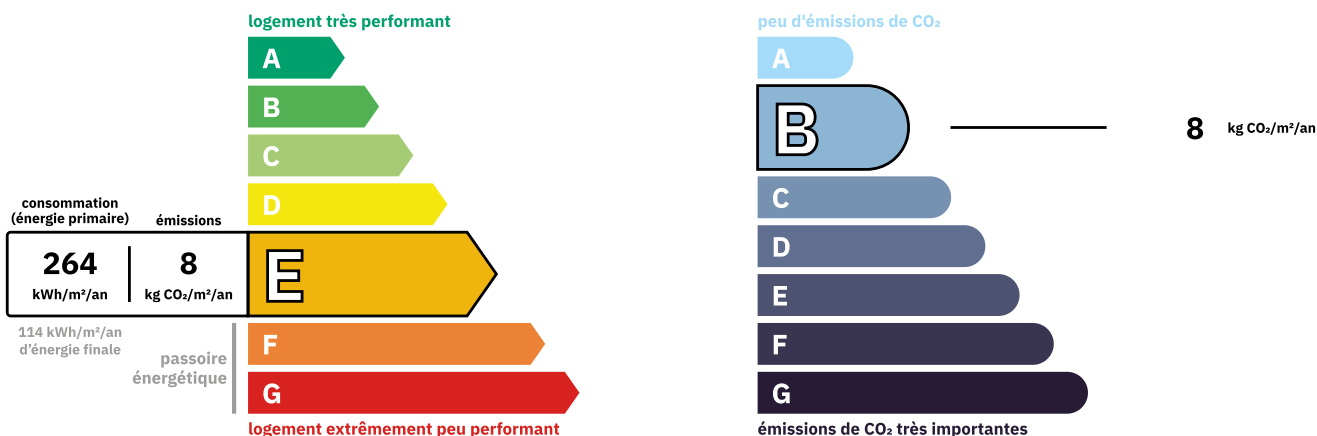 logement très performant
A
B
C
D
consommation
(énergie primaire)
émissions
264
kWh/m²/an
8
kg CO₂/m²/an
E
114 kWh/m²/an
d'énergie finale
passoire
énergétique
F
G
logement extrêmement peu performant
peu d'émissions de CO₂
A
B
8 kg CO₂/m²/an
C
D
E
F
G
émissions de CO₂ très importantes